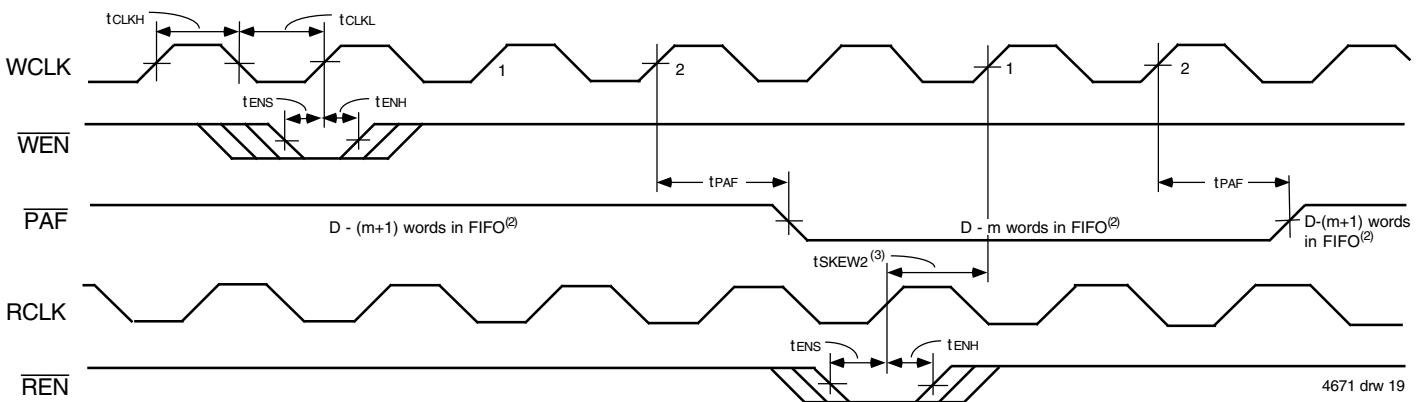 tCLKH
tCLKL
WCLK
1
2
1
2
tENS
tENH
WEN
tPAF
tPAF
PAF
D - (m+1) words in FIFO(2)
D - m words in FIFO(2)
D-(m+1) words
in FIFO(2)
tSKEW2(3)
RCLK
tENS
tENH
REN
4671 drw 19